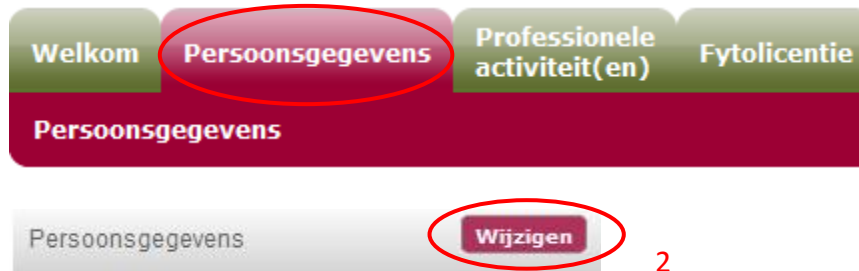 Welkom Persoonsgegevens Professionele activiteit(en) Fytolicentie
Persoonsgegevens
Persoonsgegevens Wijzigen
2